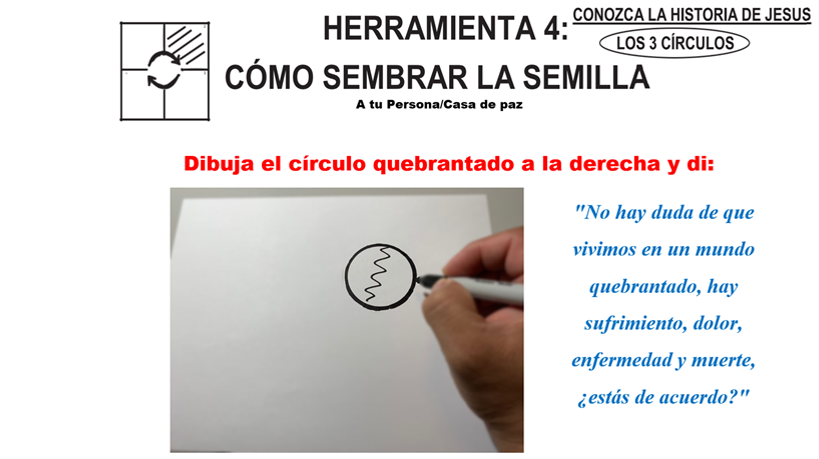 HERRAMIENTA 4:
CONOZCA LA HISTORIA DE JESUS
LOS 3 CÍRCULOS
CÓMO SEMBRAR LA SEMILLA
A tu Persona/Casa de paz
Dibuja el círculo quebrantado a la derecha y di:
"No hay duda de que
vivimos en un mundo
quebrantado, hay
sufrimiento, dolor,
enfermedad y muerte,
¿estás de acuerdo?"